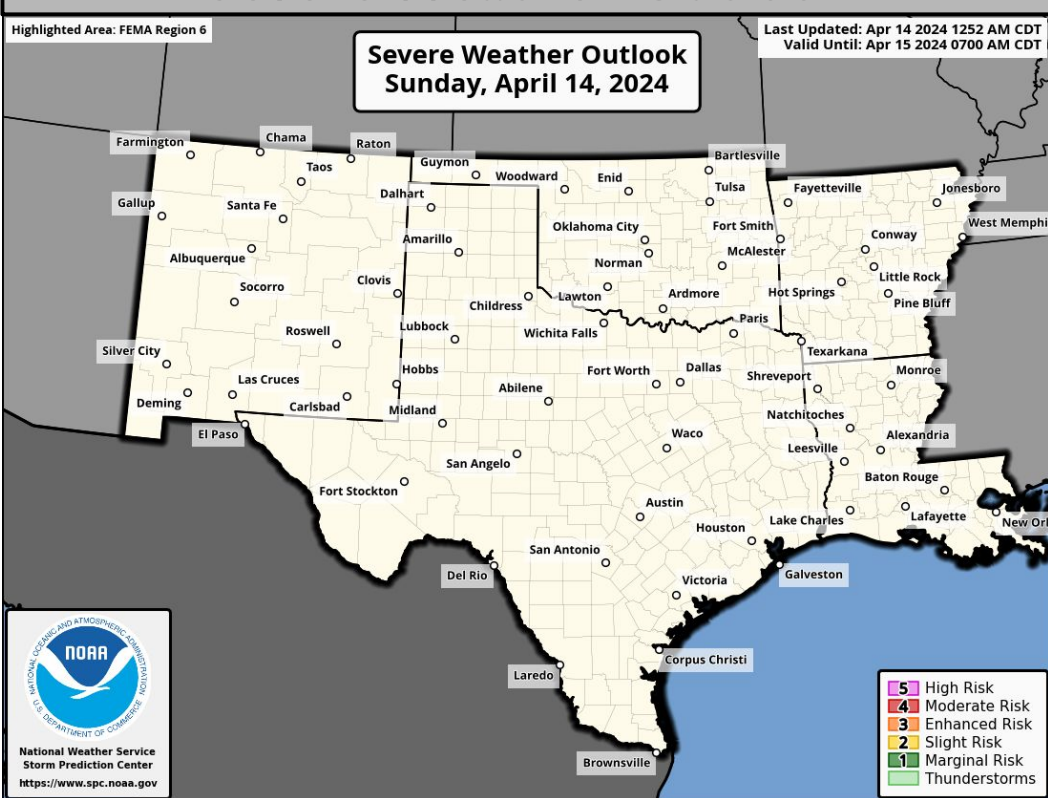 Highlighted Area: FEMA Region 6
Last Updated: Apr 14 2024 1252 AM CDT
Valid Until: Apr 15 2024 0700 AM CDT
Severe Weather Outlook
Sunday, April 14, 2024
Farmington
Chama
Raton
Taos
Guymon
Woodward
Enid
Bartlesville
Tulsa
Fayetteville
Jonesboro
Gallup
Santa Fe
Dalhart
Oklahoma City
Fort Smith
West Memphi
Albuquerque
Amarillo
Norman
McAlester
Conway
Socorro
Clovis
Childress
Lawton
Ardmore
Hot Springs
Little Rock
Pine Bluff
Roswell
Lubbock
Wichita Falls
Paris
Texarkana
Silver City
Las Cruces
Hobbs
Abilene
Fort Worth
Dallas
Shreveport
Monroe
Deming
Carlsbad
Midland
Natchitoches
El Paso
Waco
Alexandria
San Angelo
Leesville
Fort Stockton
Baton Rouge
Austin
Houston
Lake Charles
Lafayette
New Orl
San Antonio
Del Rio
Victoria
Galveston
Laredo
Corpus Christi
Brownsville
NATIONAL OCEANIC AND ATMOSPHERIC ADMINISTRATION
NOAA
U.S. DEPARTMENT OF COMMERCE
National Weather Service
Storm Prediction Center
https://www.spc.noaa.gov
5 High Risk
4 Moderate Risk
3 Enhanced Risk
2 Slight Risk
1 Marginal Risk
Thunderstorms